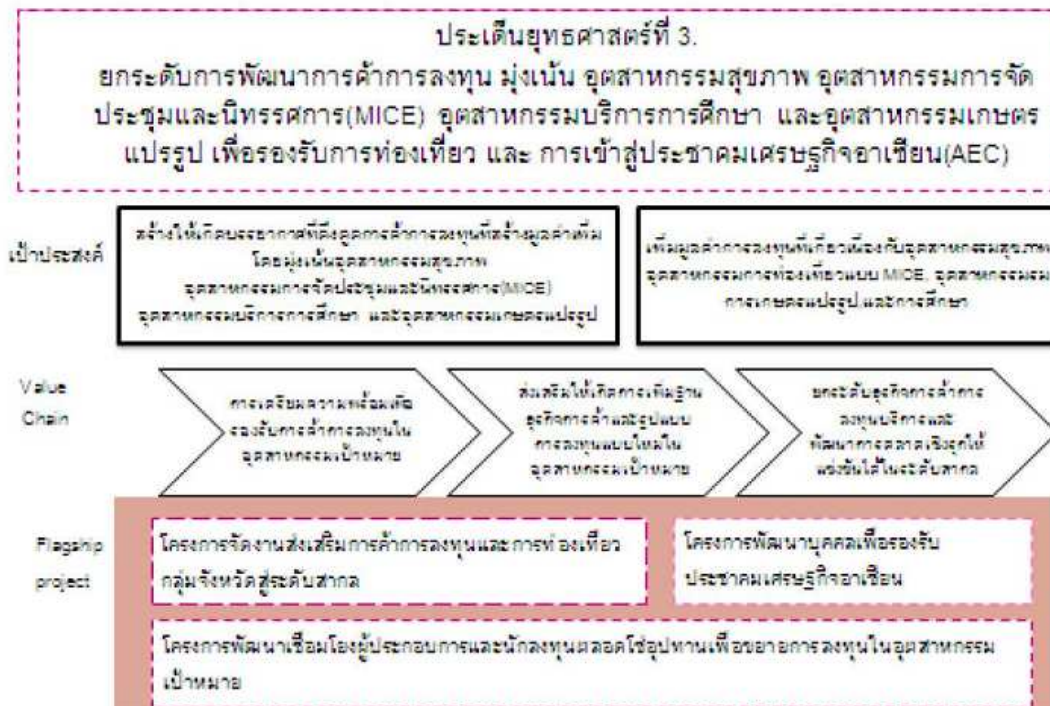 ประเด็นยุทธศาสตร์ที่ 3.
ยกระดับการพัฒนาการค้าการลงทุน มุ่งเน้น อุตสาหกรรมสุขภาพ อุตสาหกรรมการจัด
ประชุมและนิทรรศการ(MICE) อุตสาหกรรมบริการการศึกษา และอุตสาหกรรมเกษตร
แปรรูป เพื่อรองรับการท่องเที่ยว และ การเข้าสู่ประชาคมเศรษฐกิจอาเซียน(AEC)
เป้าประสงค์
สร้างให้เกิดบรรยากาศที่ดึงดูดการค้าการลงทุนที่สร้างมูลค่าเพิ่ม
โดยมุ่งเน้นอุตสาหกรรมสุขภาพ
อุตสาหกรรมการจัดประชุมและนิทรรศการ(MICE)
อุตสาหกรรมบริการการศึกษา และอุตสาหกรรมเกษตรแปรรูป
เพิ่มมูลค่าการลงทุนที่เกี่ยวเนื่องกับอุตสาหกรรมสุขภาพ
อุตสาหกรรมการท่องเที่ยวแบบ MICE, อุตสาหกรรมรม
การเกษตรแปรรูป,และการศึกษา
Value
Chain
การเตรียมความพร้อมเพื่อ
รองรับการค้าการลงทุนใน
อุตสาหกรรมเป้าหมาย
ส่งเสริมให้เกิดการเพิ่มฐาน
ธุรกิจการค้าและรูปแบบ
การลงทุนแบบใหม่ใน
อุตสาหกรรมเป้าหมาย
ยกระดับธุรกิจการค้าการ
ลงทุนบริการและ
พัฒนาการตลาดเชิงรุกให้
แข่งขันได้ในระดับสากล
Flagship
project
โครงการจัดงานส่งเสริมการค้าการลงทุนและการท่องเที่ยว
กลุ่มจังหวัดสู่ระดับสากล
โครงการพัฒนาบุคคลเพื่อรองรับ
ประชาคมเศรษฐกิจอาเซียน
โครงการพัฒนาเชื่อมโยงผู้ประกอบการและนักลงทุนตลอดโซ่อุปทานเพื่อขยายการลงทุนในอุตสาหกรรม
เป้าหมาย